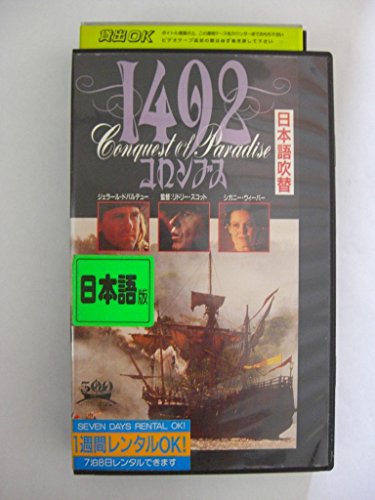 貸出OK
1492
Conquest of Paradise
コロンブス
日本語吹替
ジェラール・ドパルデュー
監督:リドリー・スコット
シガニー・ウィーバー
日本語版
500
SEVEN DAYS RENTAL OK!
1週間レンタルOK!
7泊8日レンタルできます